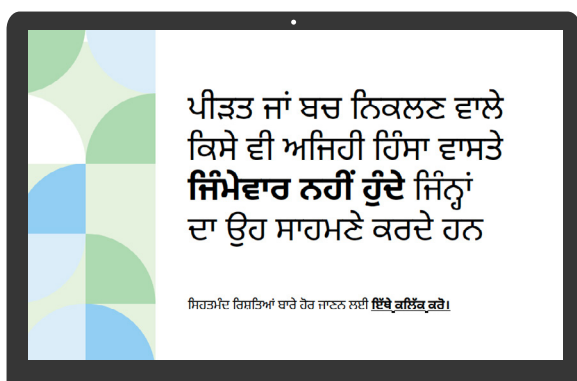 ਪੀੜਤ ਜਾਂ ਬਚ ਨਿਕਲਣ ਵਾਲੇ
ਕਿਸੇ ਵੀ ਅਜਿਹੀ ਹਿੰਸਾ ਵਾਸਤੇ
ਜਿੰਮੇਵਾਰ ਨਹੀਂ ਹੁੰਦੇ ਜਿੰਨ੍ਹਾਂ
ਦਾ ਉਹ ਸਾਹਮਣੇ ਕਰਦੇ ਹਨ
ਸਿਹਤਮੰਦ ਰਿਸ਼ਤਿਆਂ ਬਾਰੇ ਹੋਰ ਜਾਣਨ ਲਈ ਇੱਥੇ ਕਲਿੱਕ ਕਰੋ।